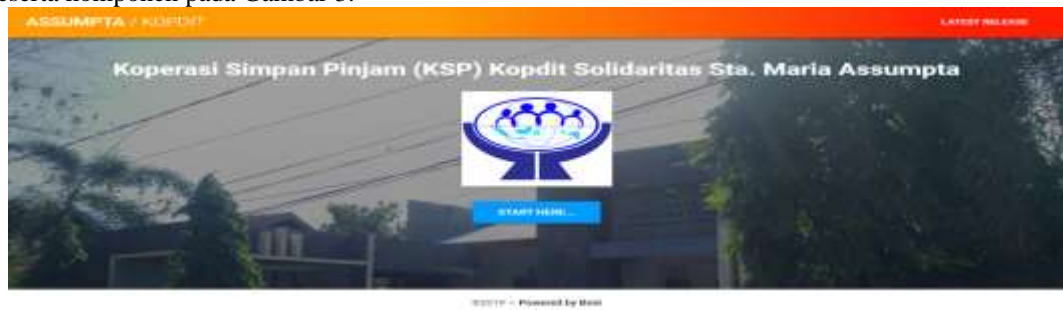 eserta komponen pada Gambar 3.
ASSUMPTA / KOPDIT
LATEST RELEASE
Koperasi Simpan Pinjam (KSP) Kopdit Solidaritas Sta. Maria Assumpta
START HERE...
Powered by